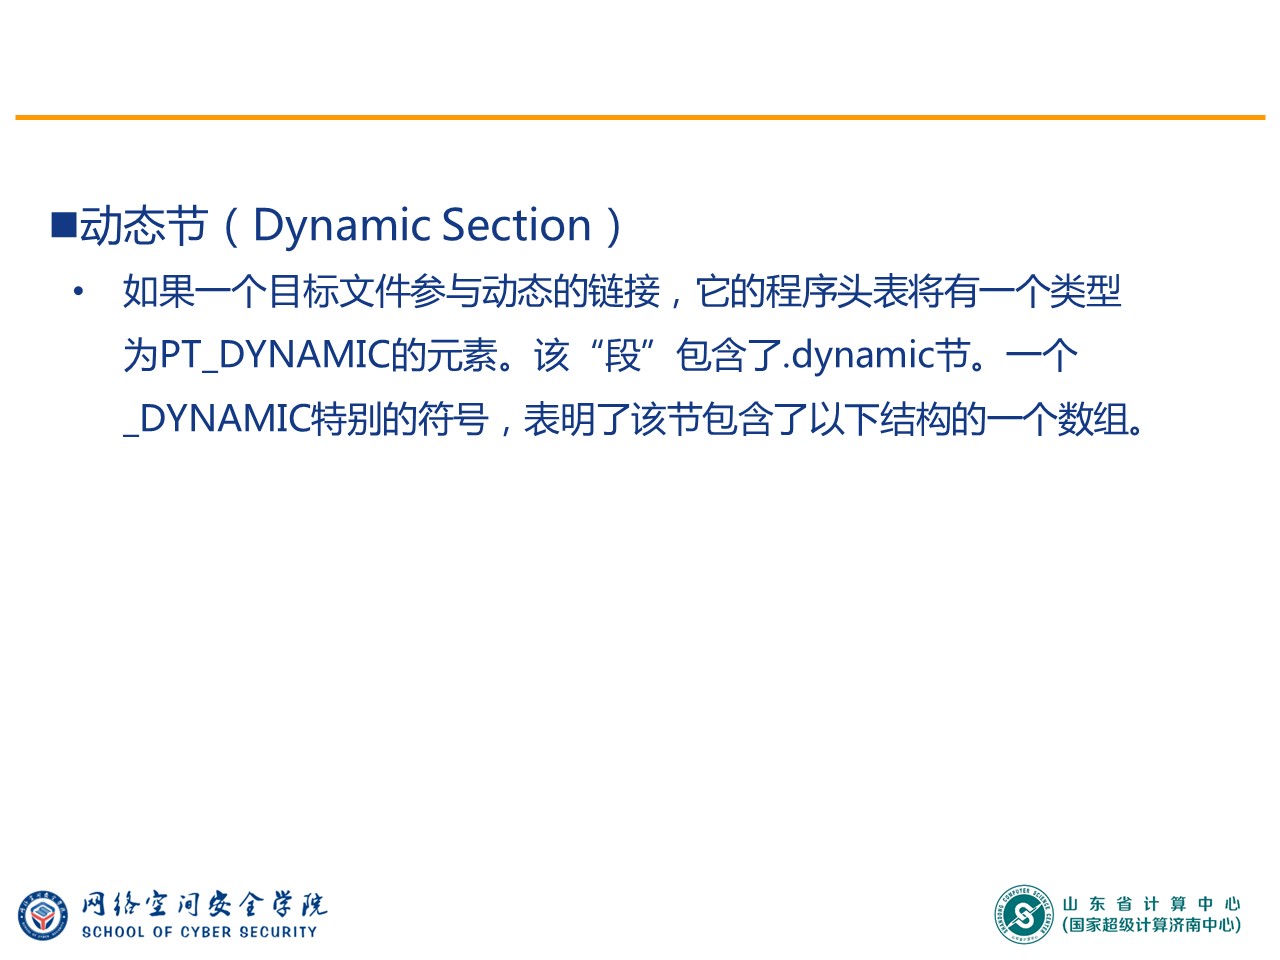 ■动态节（Dynamic Section）
• 如果一个目标文件参与动态的链接，它的程序头表将有一个类型
为PT_DYNAMIC的元素。该“段”包含了.dynamic节。一个
_DYNAMIC特别的符号，表明了该节包含了以下结构的一个数组。
网络空间安全学院
SCHOOL OF CYBER SECURITY
山东省计算中心
(国家超级计算济南中心)